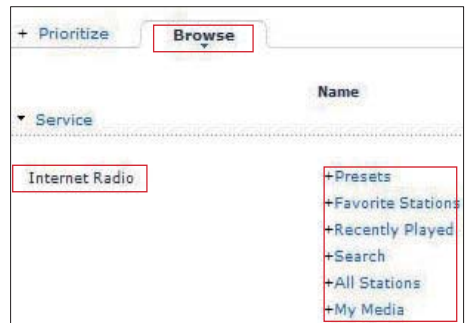 + Prioritize Browse
Name
Service
Internet Radio +Presets
+Favorite Stations
+Recently Played
+Search
+All Stations
+My Media